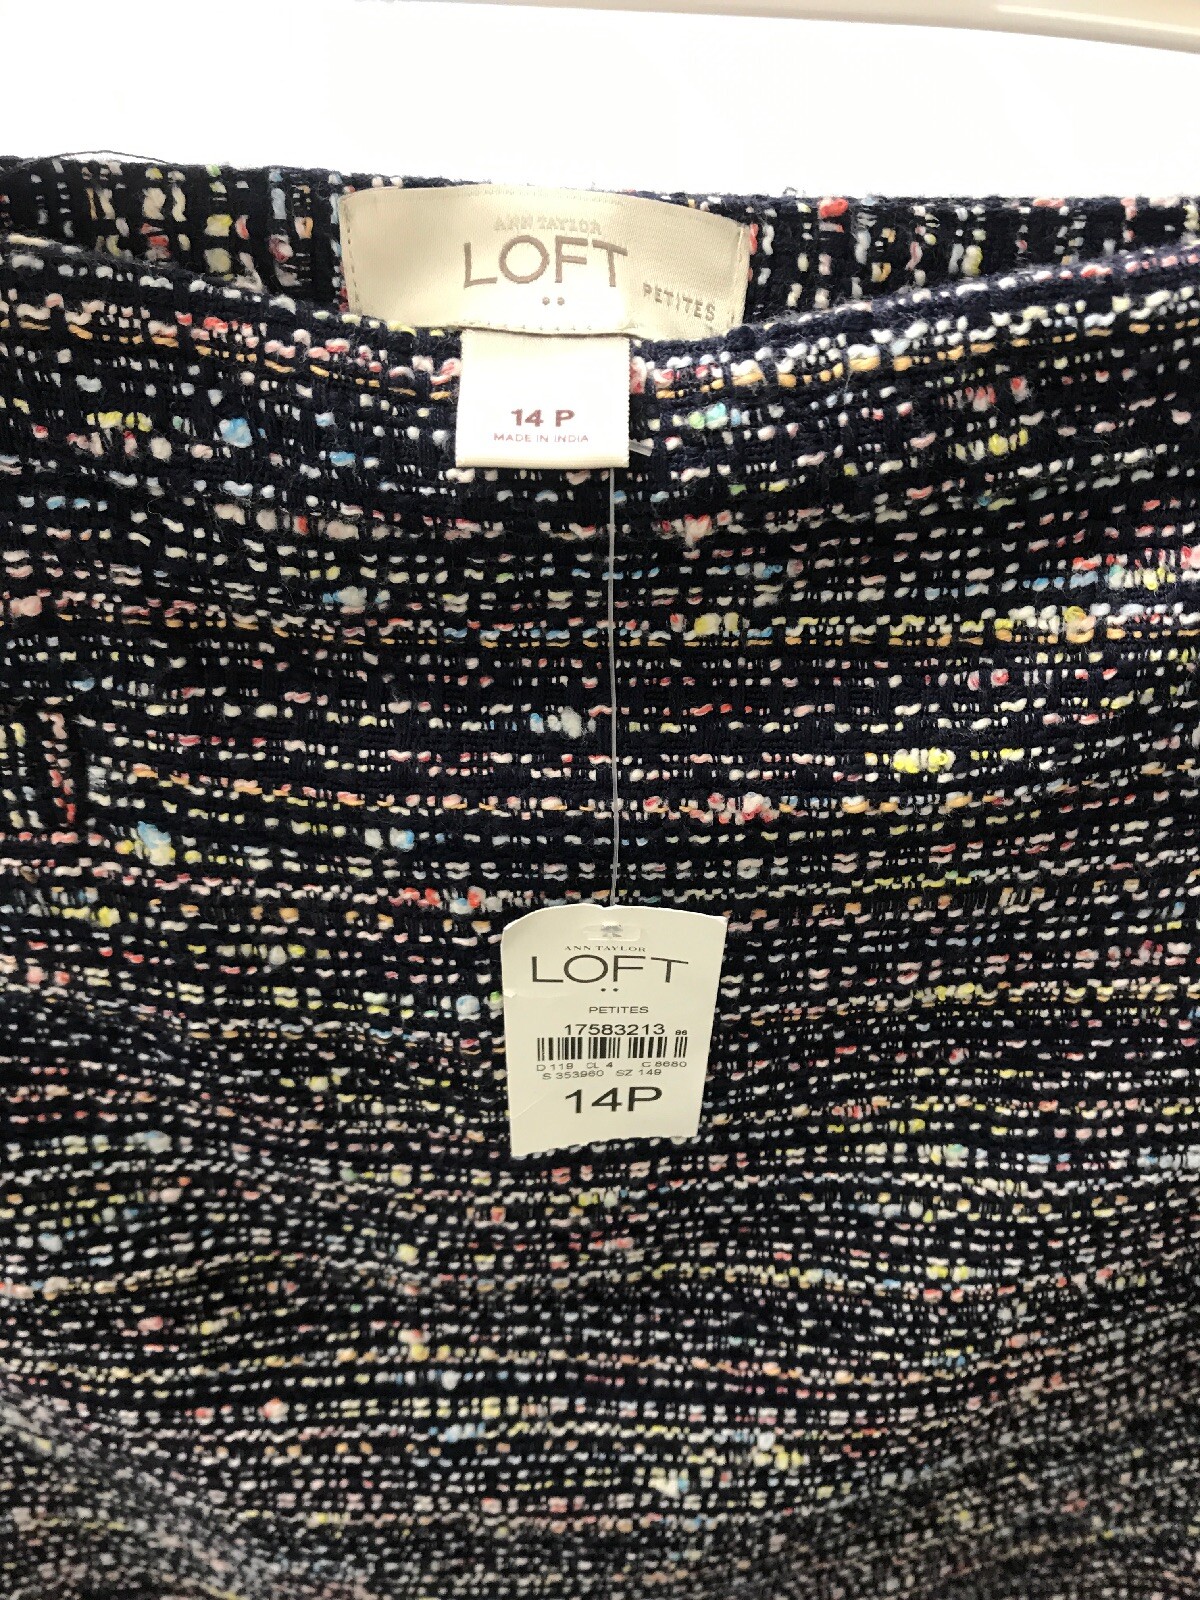 ANN TAYLOR
LOFT
PETITES
14 P
MADE IN INDIA
ANN TAYLOR
LOFT
PETITES
17583213 86
D 119 CL 4 C 8680
S 353960 SZ 149
14P